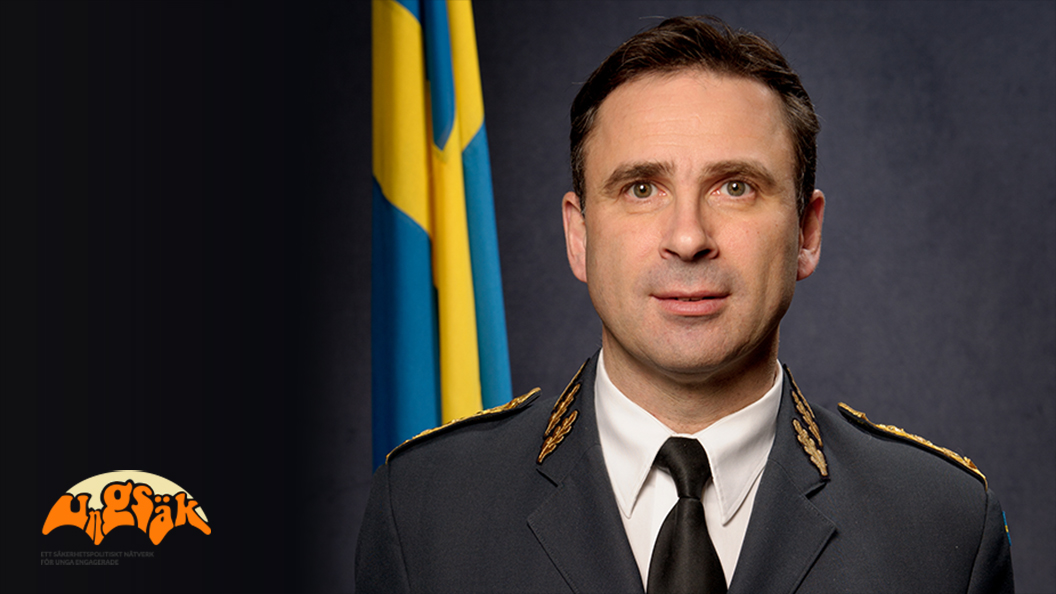 ungsäk
ETT SÄKERHETSPOLITISKT NÄTVERK
FÖR UNGA ENGAGERADE